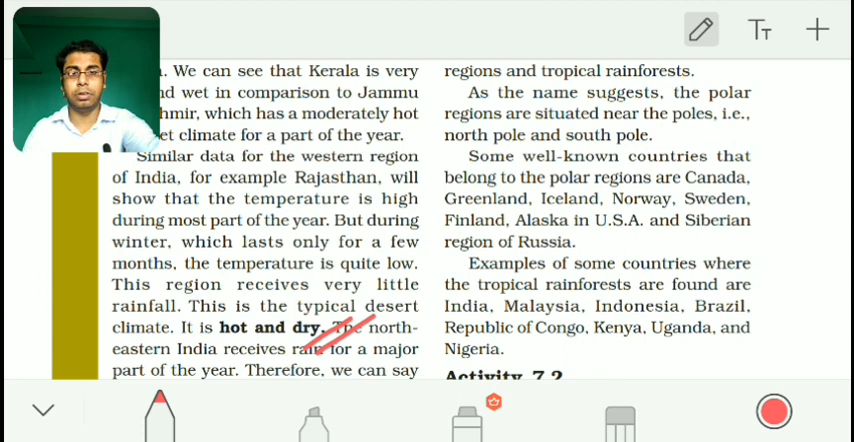 . We can see that Kerala is very
nd wet in comparison to Jammu
hmir, which has a moderately hot
et climate for a part of the year.
Similar data for the western region
of India, for example Rajasthan, will
show that the temperature is high
during most part of the year. But during
winter, which lasts only for a few
months, the temperature is quite low.
This region receives very little
rainfall. This is the typical desert
climate. It is hot and dry. The north-
eastern India receives rain for a major
part of the year. Therefore, we can say
regions and tropical rainforests.
As the name suggests, the polar
regions are situated near the poles, i.e.,
north pole and south pole.
Some well-known countries that
belong to the polar regions are Canada,
Greenland, Iceland, Norway, Sweden,
Finland, Alaska in U.S.A. and Siberian
region of Russia.
Examples of some countries where
the tropical rainforests are found are
India, Malaysia, Indonesia, Brazil,
Republic of Congo, Kenya, Uganda, and
Nigeria.
Activity 7.2
TT